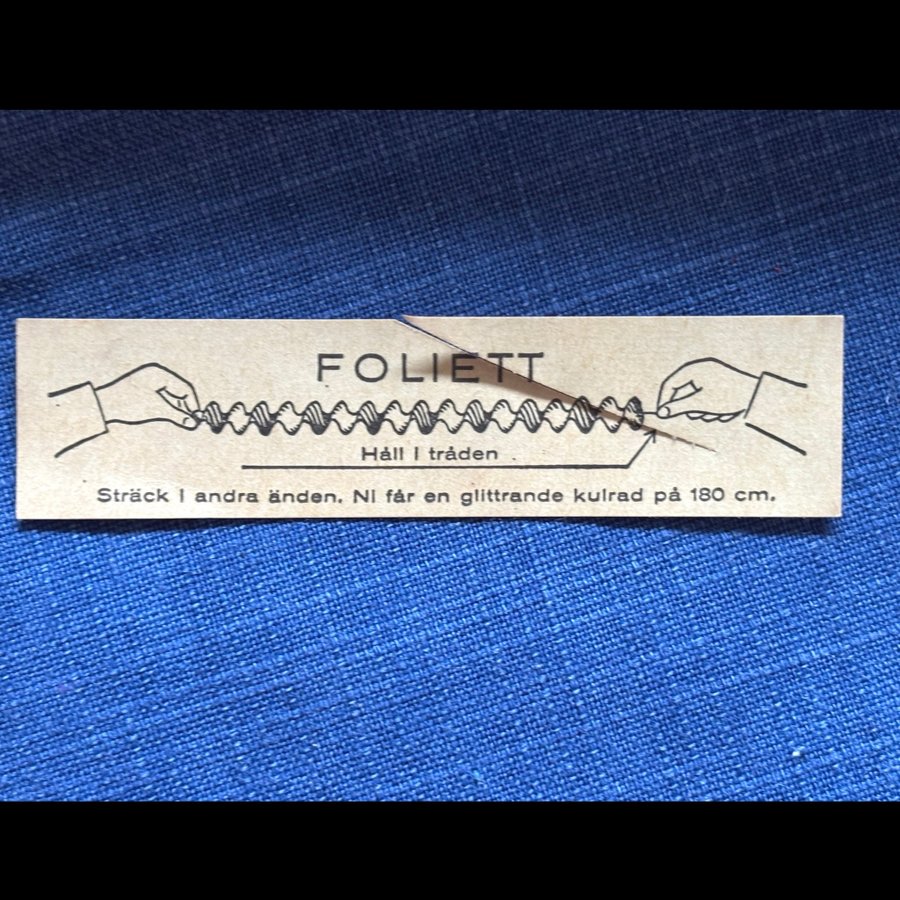 FOLIETT
Håll i tråden
Sträck i andra änden. Ni får en glittrande kulrad på 180 cm.